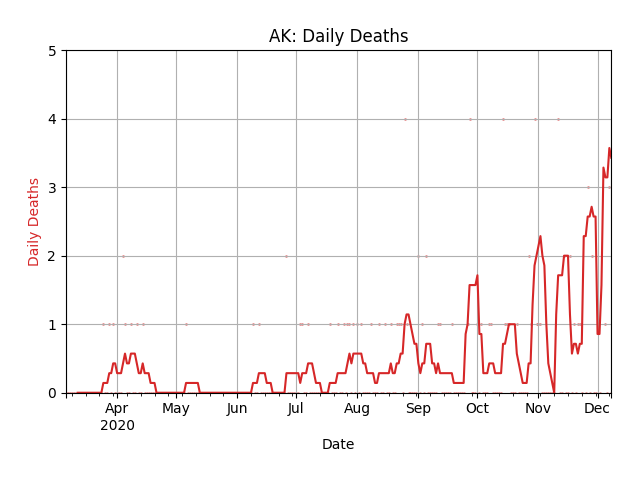 AK: Daily Deaths
Daily Deaths
5
4
3
2
1
0
Apr
2020
May
Jun
Jul
Aug
Sep
Oct
Nov
Dec
Date